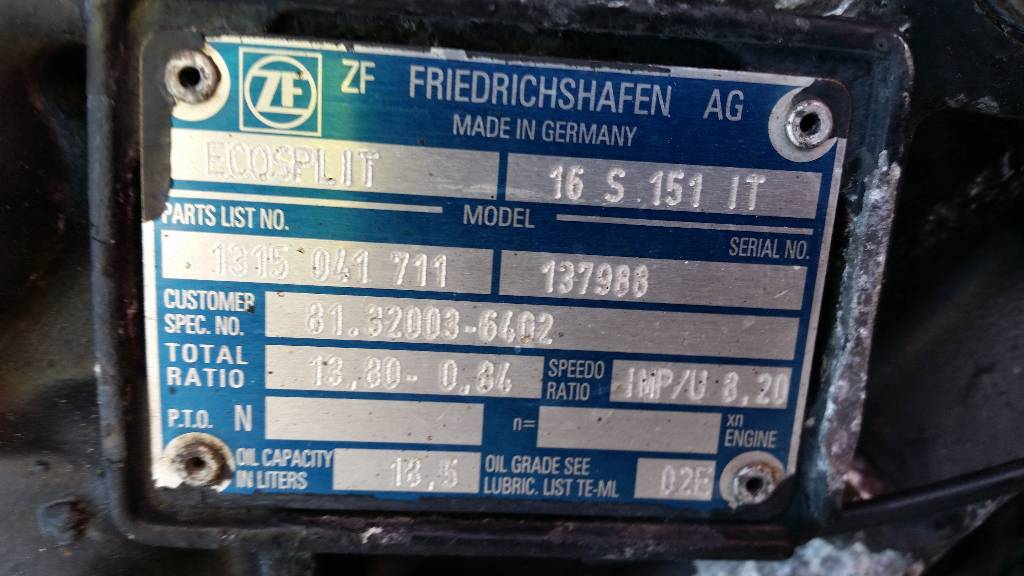 ZF ZF FRIEDRICHSHAFEN AG
MADE IN GERMANY
ECOSPLIT 16 S 151 IT
PARTS LIST NO. MODEL SERIAL NO.
1315 041 711 137988
CUSTOMER SPEC. NO. 81.32003-6402
TOTAL RATIO 13,80- 0,84 SPEEDO RATIO IMP/U 8,20
P.T.O. N n= xn ENGINE
OIL CAPACITY IN LITERS 13,5 OIL GRADE SEE LUBRIC. LIST TE-ML 02E